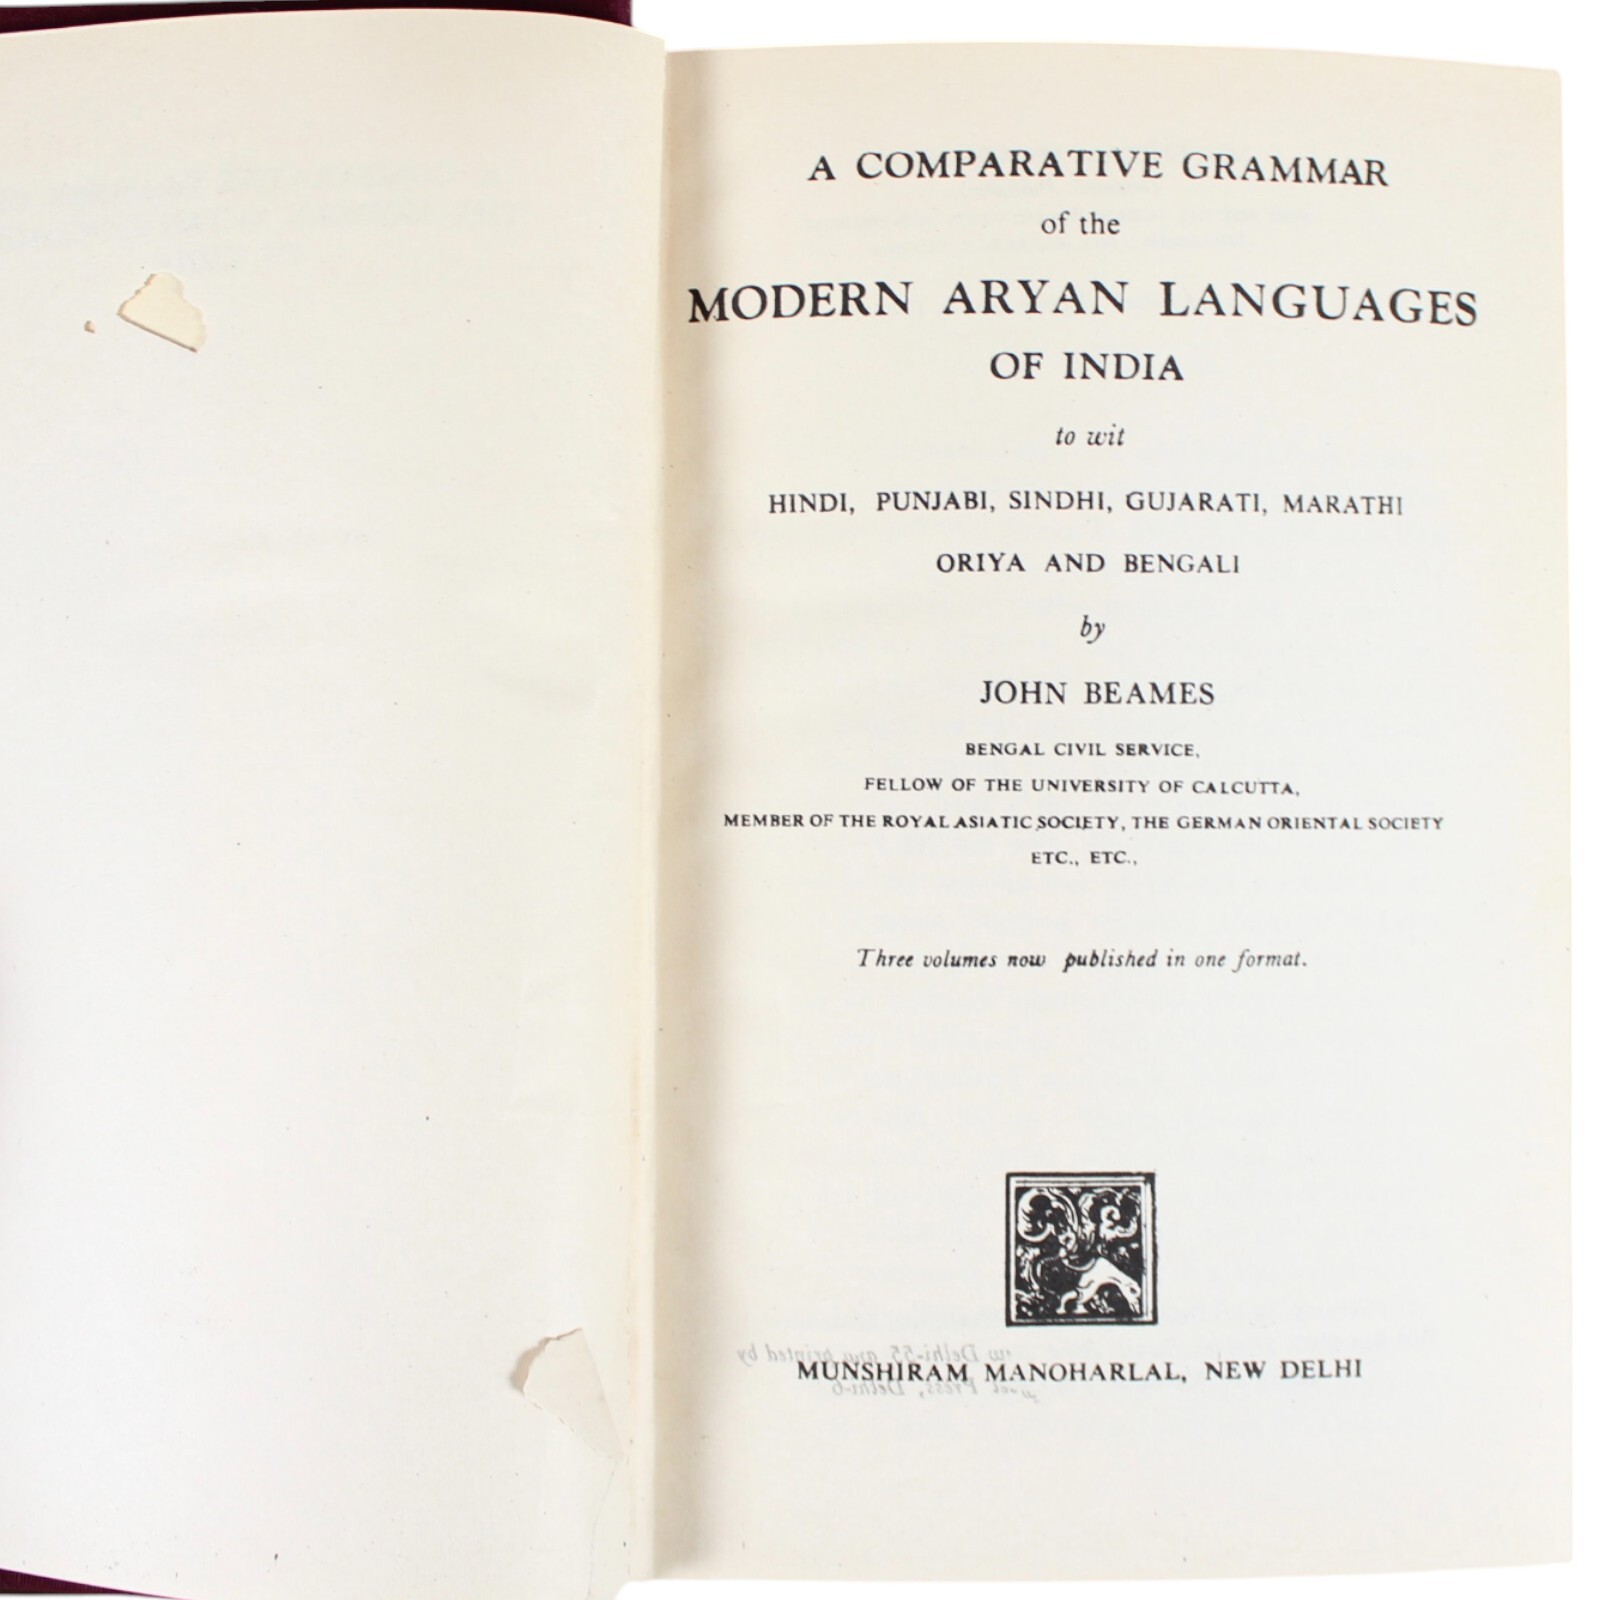 A COMPARATIVE GRAMMAR
of the
MODERN ARYAN LANGUAGES
OF INDIA
to wit
HINDI, PUNJABI, SINDHI, GUJARATI, MARATHI
ORIYA AND BENGALI
by
JOHN BEAMES
BENGAL CIVIL SERVICE,
FELLOW OF THE UNIVERSITY OF CALCUTTA,
MEMBER OF THE ROYAL ASIATIC SOCIETY, THE GERMAN ORIENTAL SOCIETY
ETC., ETC.,
Three volumes now published in one format.
MUNSHIRAM MANOHARLAL, NEW DELHI